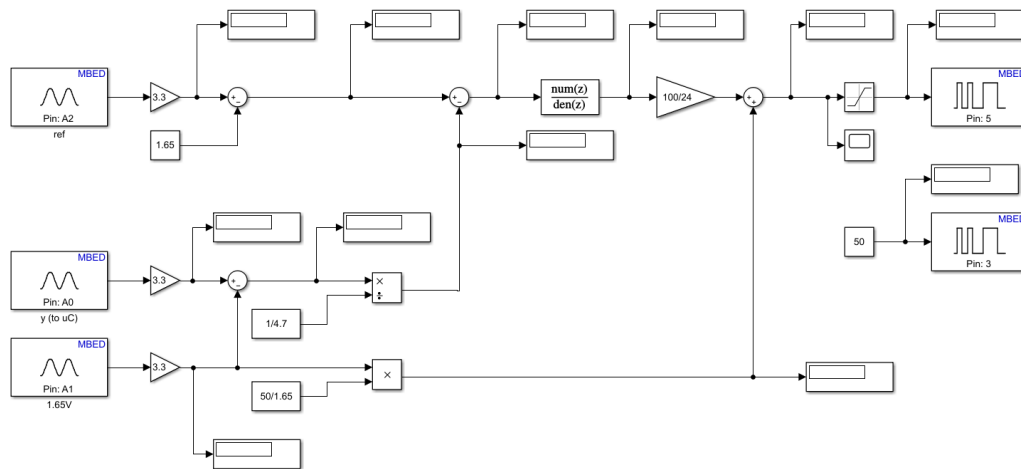 MBED
Pin: A2
ref
3.3
+
-
1.65
+
-
num(z)
den(z)
100/24
+
+
MBED
Pin: 5
MBED
Pin: A0
y (to uC)
3.3
+
-
×
÷
1/4.7
50
MBED
Pin: 3
MBED
Pin: A1
1.65V
3.3
×
50/1.65